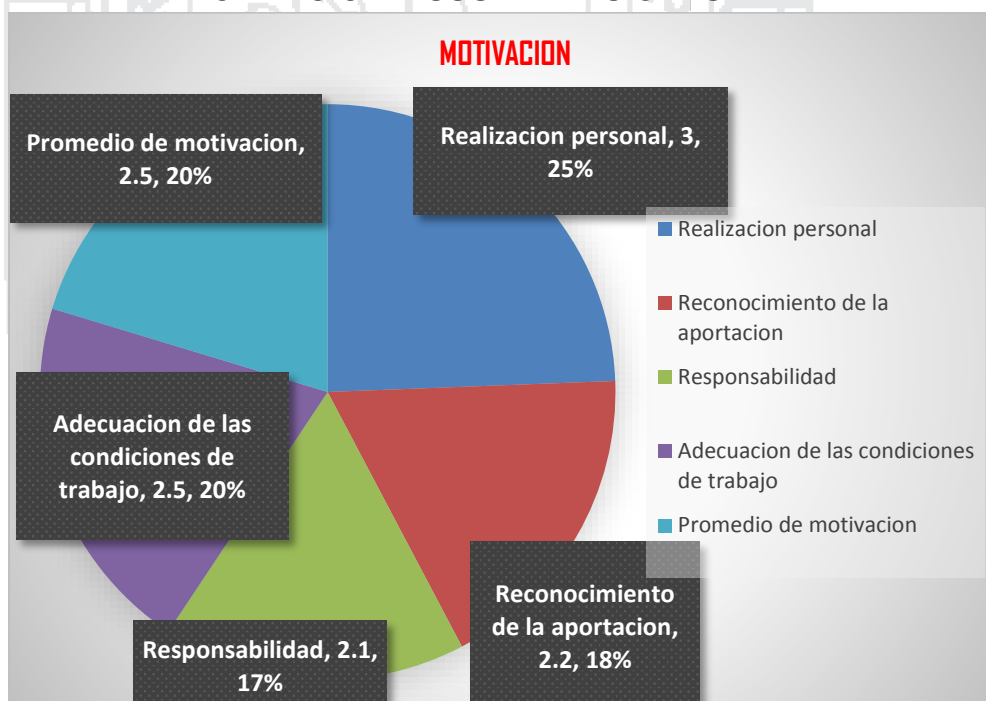 MOTIVACION
Promedio de motivacion,
2.5, 20%
Realizacion personal, 3,
25%
Realizacion personal
Reconocimiento de la
aportacion
Responsabilidad
Adecuacion de las condiciones
de trabajo
Promedio de motivacion
Adecuacion de las
condiciones de
trabajo, 2.5, 20%
Reconocimiento
de la aportacion,
2.2, 18%
Responsabilidad, 2.1,
17%